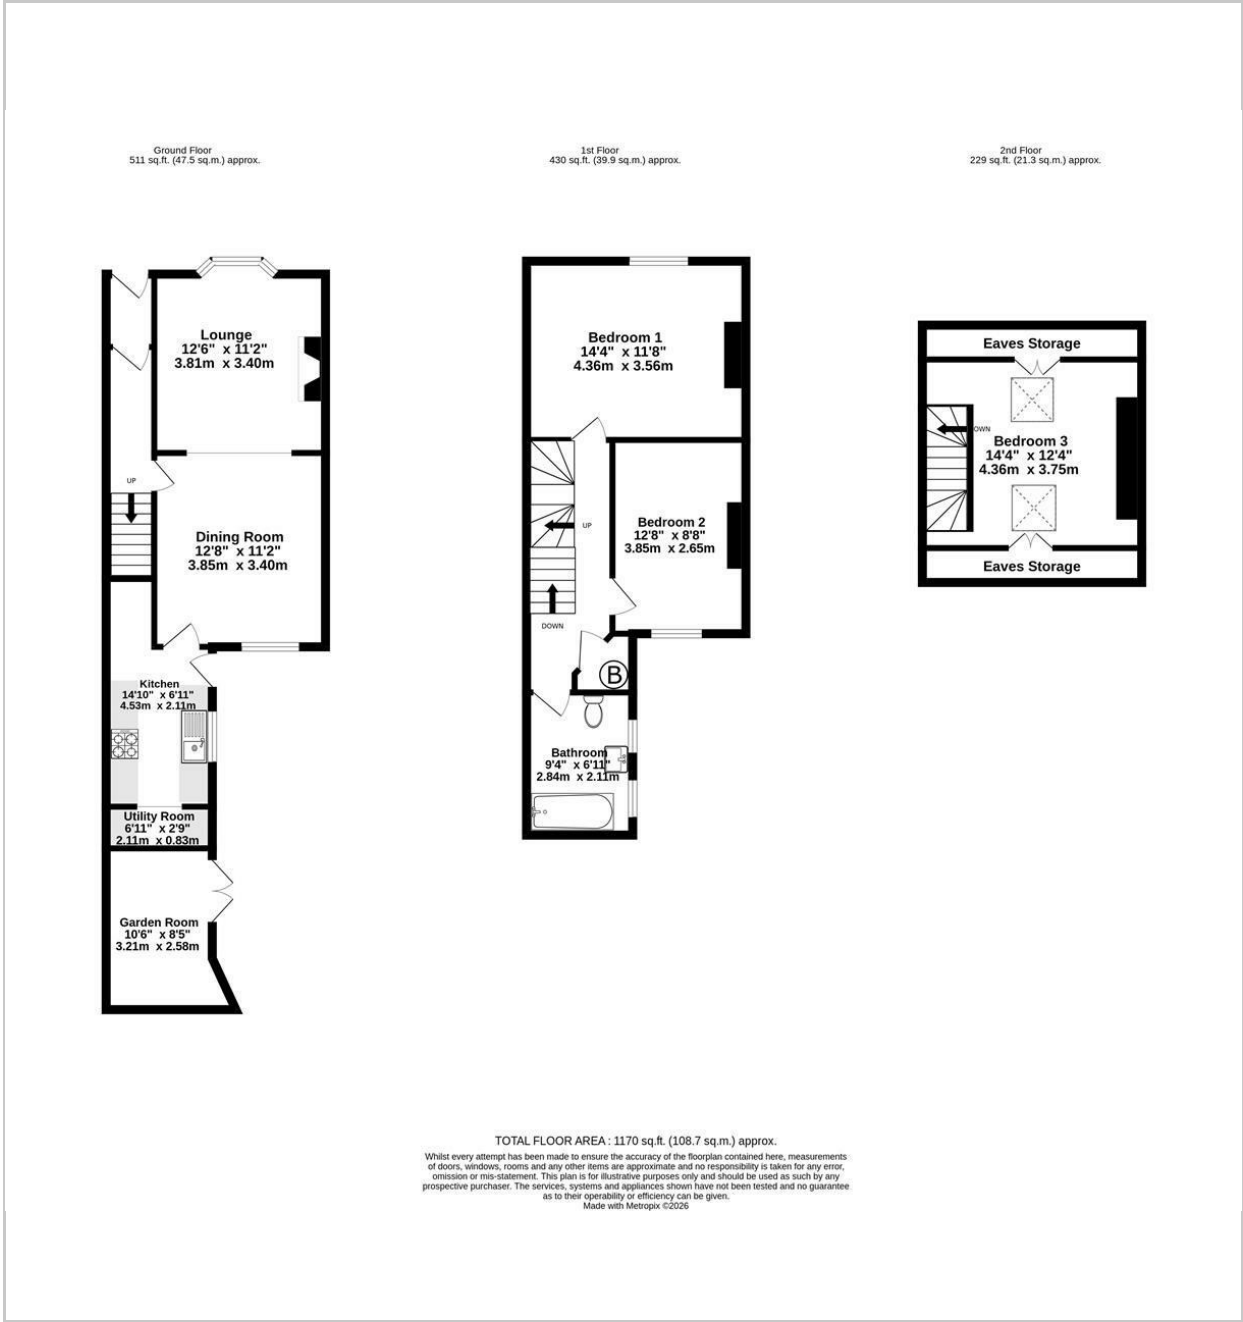 Ground Floor
511 sq.ft. (47.5 sq.m.) approx.
1st Floor
430 sq.ft. (39.9 sq.m.) approx.
2nd Floor
229 sq.ft. (21.3 sq.m.) approx.
Lounge
12'6" x 11'2"
3.81m x 3.40m
UP
Dining Room
12'8" x 11'2"
3.85m x 3.40m
Kitchen
14'10" x 6'11"
4.53m x 2.11m
Utility Room
6'11" x 2'9"
2.11m x 0.83m
Garden Room
10'6" x 8'5"
3.21m x 2.58m
Bedroom 1
14'4" x 11'8"
4.36m x 3.56m
UP
Bedroom 2
12'8" x 8'8"
3.85m x 2.65m
DOWN
B
Bathroom
9'4" x 6'11"
2.84m x 2.11m
Eaves Storage
DOWN
Bedroom 3
14'4" x 12'4"
4.36m x 3.75m
Eaves Storage
TOTAL FLOOR AREA : 1170 sq.ft. (108.7 sq.m.) approx.
Whilst every attempt has been made to ensure the accuracy of the floorplan contained here, measurements
of doors, windows, rooms and any other items are approximate and no responsibility is taken for any error,
omission or mis-statement. This plan is for illustrative purposes only and should be used as such by any
prospective purchaser. The services, systems and appliances shown have not been tested and no guarantee
as to their operability or efficiency can be given.
Made with Metropix ©2026